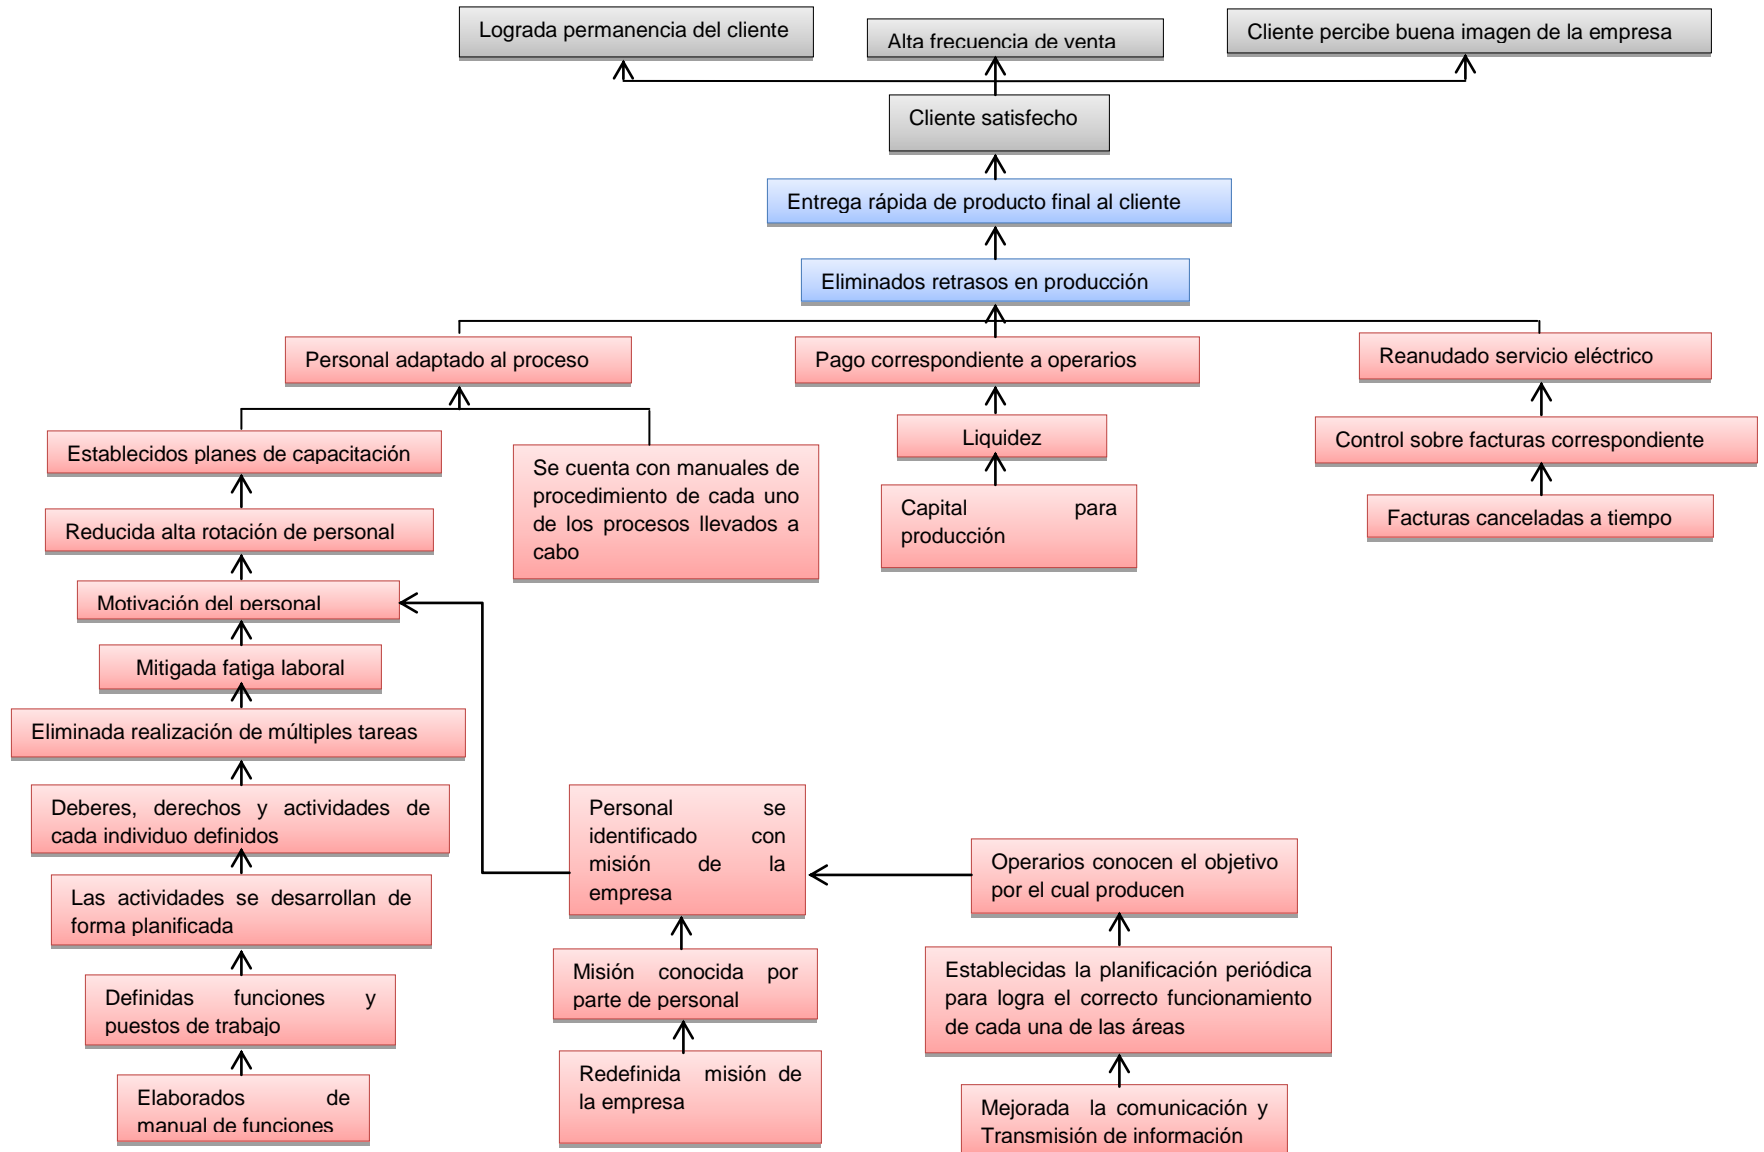 Lograda permanencia del cliente
Alta frecuencia de venta
Cliente percibe buena imagen de la empresa
Cliente satisfecho
Entrega rápida de producto final al cliente
Eliminados retrasos en producción
Personal adaptado al proceso
Pago correspondiente a operarios
Reanudado servicio eléctrico
Establecidos planes de capacitación
Se cuenta con manuales de
procedimiento de cada uno
de los procesos llevados a
cabo
Liquidez
Control sobre facturas correspondiente
Capital para
producción
Facturas canceladas a tiempo
Reducida alta rotación de personal
Motivación del personal
Mitigada fatiga laboral
Eliminada realización de múltiples tareas
Deberes, derechos y actividades de
cada individuo definidos
Personal se
identificado con
misión de la
empresa
Operarios conocen el objetivo
por el cual producen
Las actividades se desarrollan de
forma planificada
Misión conocida por
parte de personal
Establecidas la planificación periódica
para logra el correcto funcionamiento
de cada una de las áreas
Definidas funciones y
puestos de trabajo
Redefinida misión de
la empresa
Elaborados de
manual de funciones
Mejorada la comunicación y
Transmisión de información